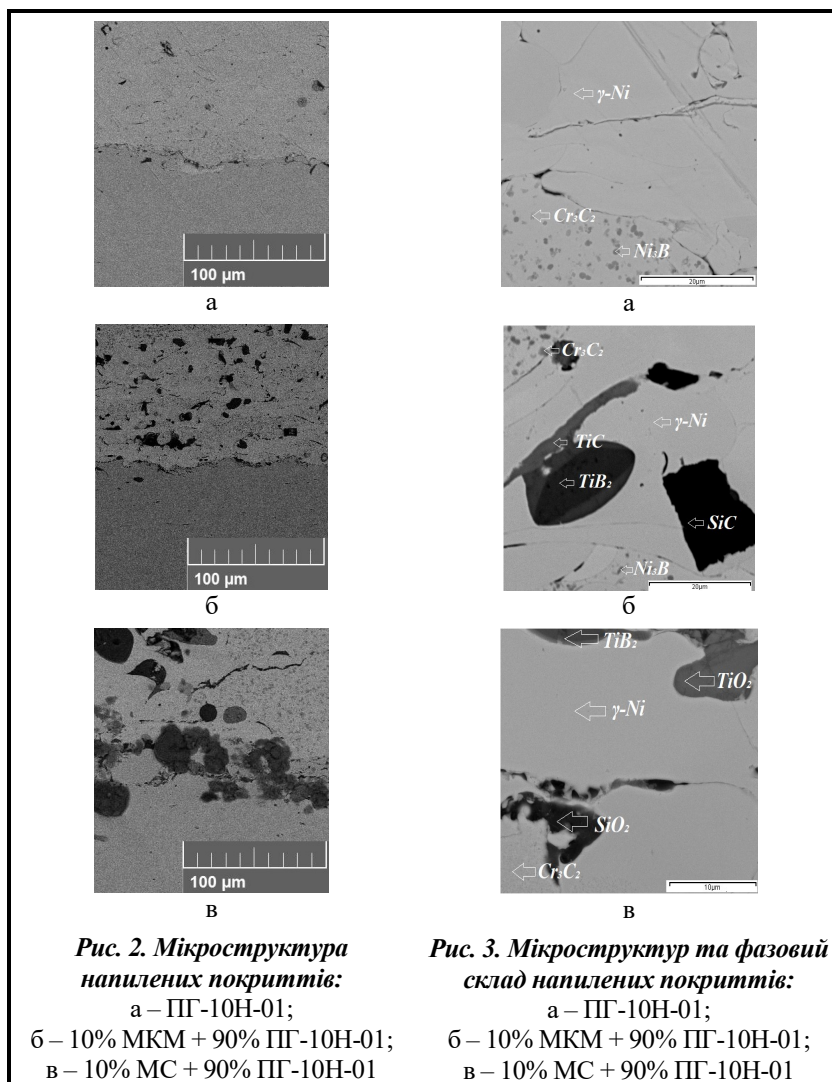 100 µm
а
γ-Ni
Cr₃C₂
Ni₃B
20µm
а
100 µm
б
Cr₃C₂
γ-Ni
TiC
TiB₂
SiC
Ni₃B
20µm
б
100 µm
в
TiB₂
TiO₂
γ-Ni
SiO₂
Cr₃C₂
10µm
в
Рис. 2. Мікроструктура
напилених покриттів:
а – ПГ-10Н-01;
б – 10% МКМ + 90% ПГ-10Н-01;
в – 10% МС + 90% ПГ-10Н-01
Рис. 3. Мікроструктур та фазовий
склад напилених покриттів:
а – ПГ-10Н-01;
б – 10% МКМ + 90% ПГ-10Н-01;
в – 10% МС + 90% ПГ-10Н-01